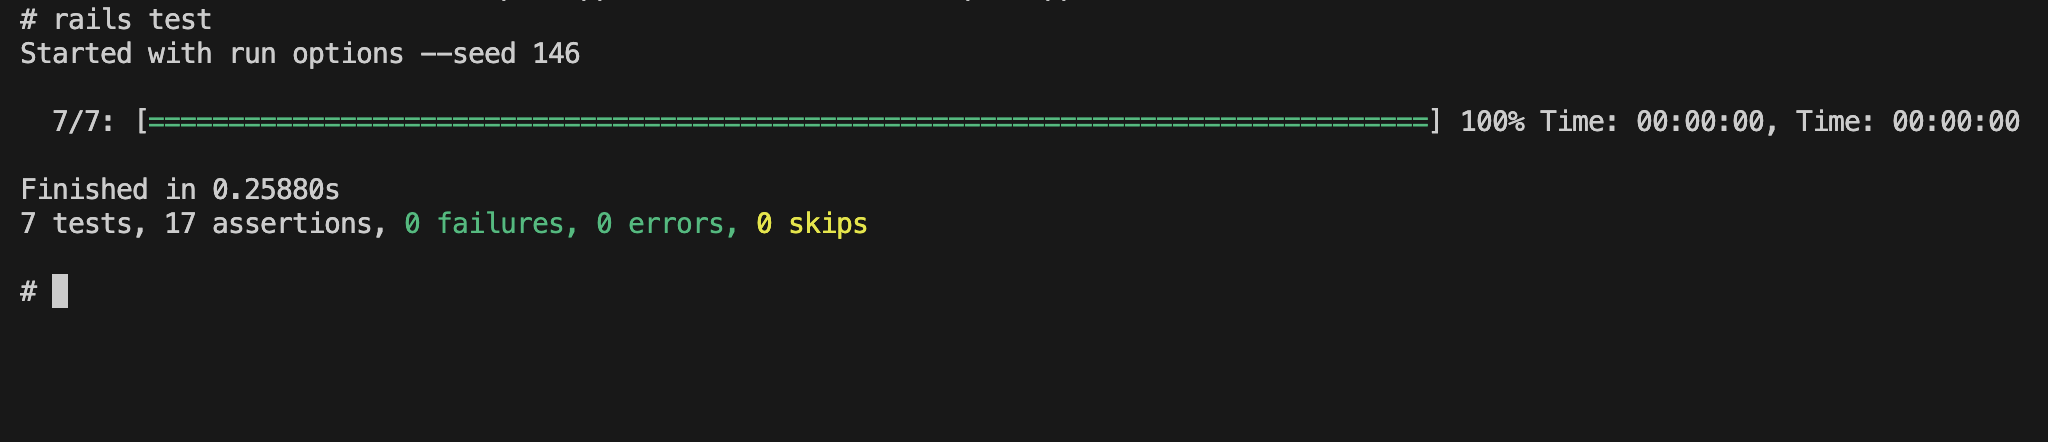 # rails test
Started with run options --seed 146
7/7: [================================================================================] 100% Time: 00:00:00, Time: 00:00:00
Finished in 0.25880s
7 tests, 17 assertions, 0 failures, 0 errors, 0 skips
#